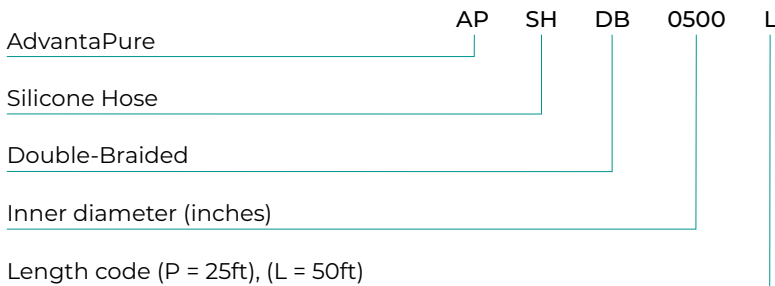 AP SH DB 0500 L
AdvantaPure
Silicone Hose
Double-Braided
Inner diameter (inches)
Length code (P = 25ft), (L = 50ft)